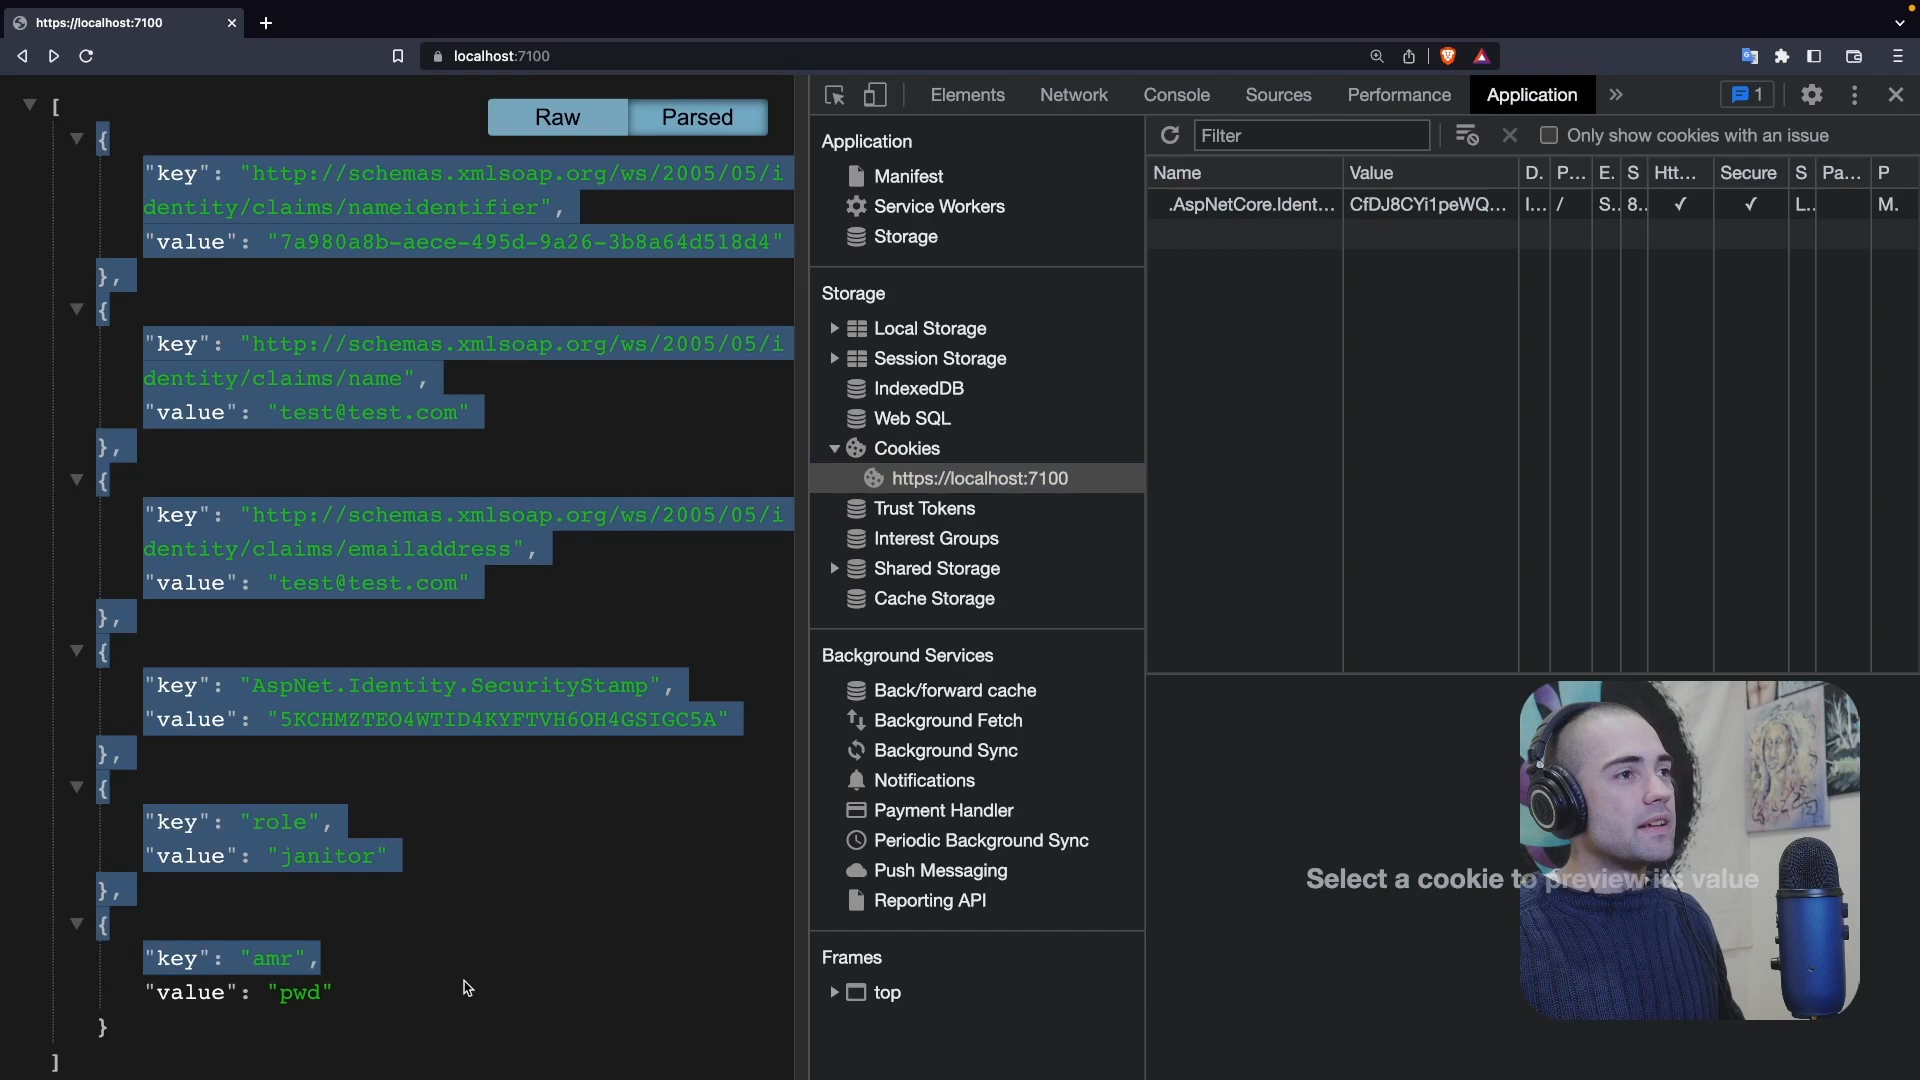 https://localhost:7100
localhost:7100
[
Raw
Parsed
{
"key": "http://schemas.xmlsoap.org/ws/2005/05/i
dentity/claims/nameidentifier",
"value": "7a980a8b-aece-495d-9a26-3b8a64d518d4"
},
{
"key": "http://schemas.xmlsoap.org/ws/2005/05/i
dentity/claims/name",
"value": "test@test.com"
},
{
"key": "http://schemas.xmlsoap.org/ws/2005/05/i
dentity/claims/emailaddress",
"value": "test@test.com"
},
{
"key": "AspNet.Identity.SecurityStamp",
"value": "5KCHMZTEO4WTID4KYFTVH6OH4GSIGC5A"
},
{
"key": "role",
"value": "janitor"
},
{
"key": "amr",
"value": "pwd"
}
]
Elements
Network
Console
Sources
Performance
Application
1
Application
Manifest
Service Workers
Storage
Storage
Local Storage
Session Storage
IndexedDB
Web SQL
Cookies
https://localhost:7100
Trust Tokens
Interest Groups
Shared Storage
Cache Storage
Background Services
Back/forward cache
Background Fetch
Background Sync
Notifications
Payment Handler
Periodic Background Sync
Push Messaging
Reporting API
Frames
top
Filter
Only show cookies with an issue
Name Value D. P... E. S Htt... Secure S Pa... P
.AspNetCore.Ident... CfDJ8CYi1peWQ... l... / S.. 8.. ✓ ✓ L.. M.
Select a cookie to preview its value